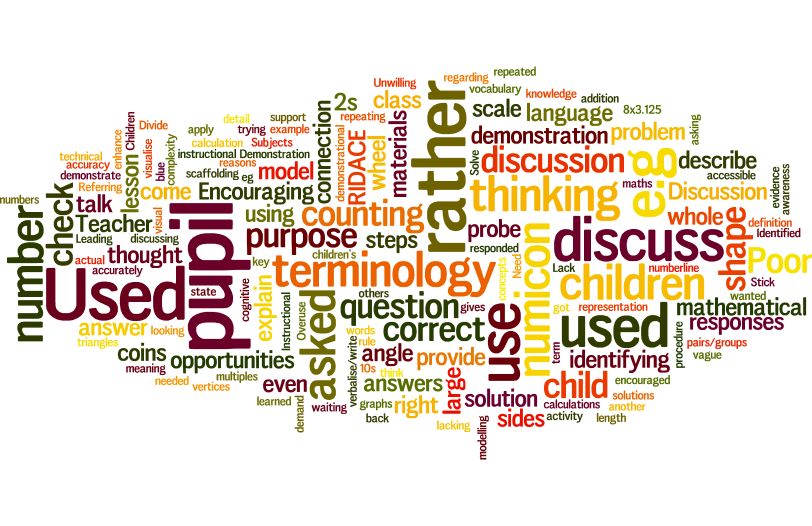 regarding
repeated
Unwilling
vocabulary
knowledge
addition
2s
class
scale
language
8x3.125
repeating
support
detail
trying
example
apply
calculation
Subjects
connection
demonstrational
RIDACE
wheel
materials
rather
demonstration
problem
asking
Divide
Children
enhance
visualise
blue
complexity
instructional
Demonstration
reasons
scaffolding
eg
model
Solve
discussion
e.g
describe
accessible
evidence
awareness
technical
accuracy
demonstrate
Referring
lesson
come
Encouraging
thinking
maths
Discussion
numbers
number
check
talk
Teacher
visual
pupil
using
counting
probe
whole
definition
Identified
shape
Leading
discussing
thought
purpose
steps
responded
discuss
actual
accurately
key
children's
terminology
concepts
Need
numicon
Lack
numberline
Poor
Stick
Used
state
cognitive
explain
Instructional
Overuse
asked
others
question
gives
use
children
wanted
got
representation
mathematical
answer
looking
triangles
correct
words
rule
used
responses
procedure
pairs/groups
vague
coins
meaning
opportunities
verbalise/write
angle
provide
term
identifying
needed
vertices
multiples
even
10s
think
answers
large
child
encouraged
learned
demand
waiting
graphs
right
solution
calculations
solutions
another
back
lacking
modelling
sides
activity
length